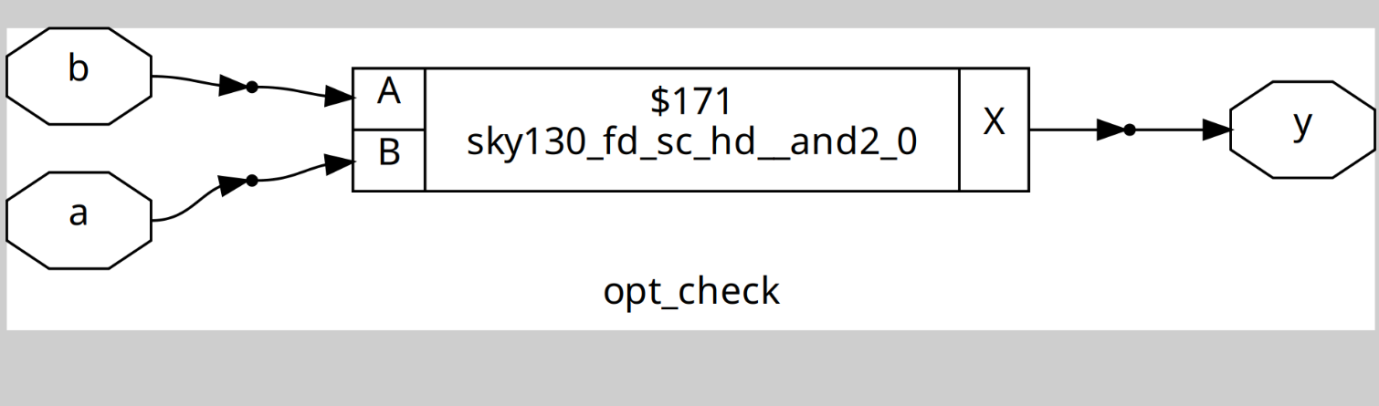 b
a
A
B
$171
sky130_fd_sc_hd__and2_0
X
y
opt_check